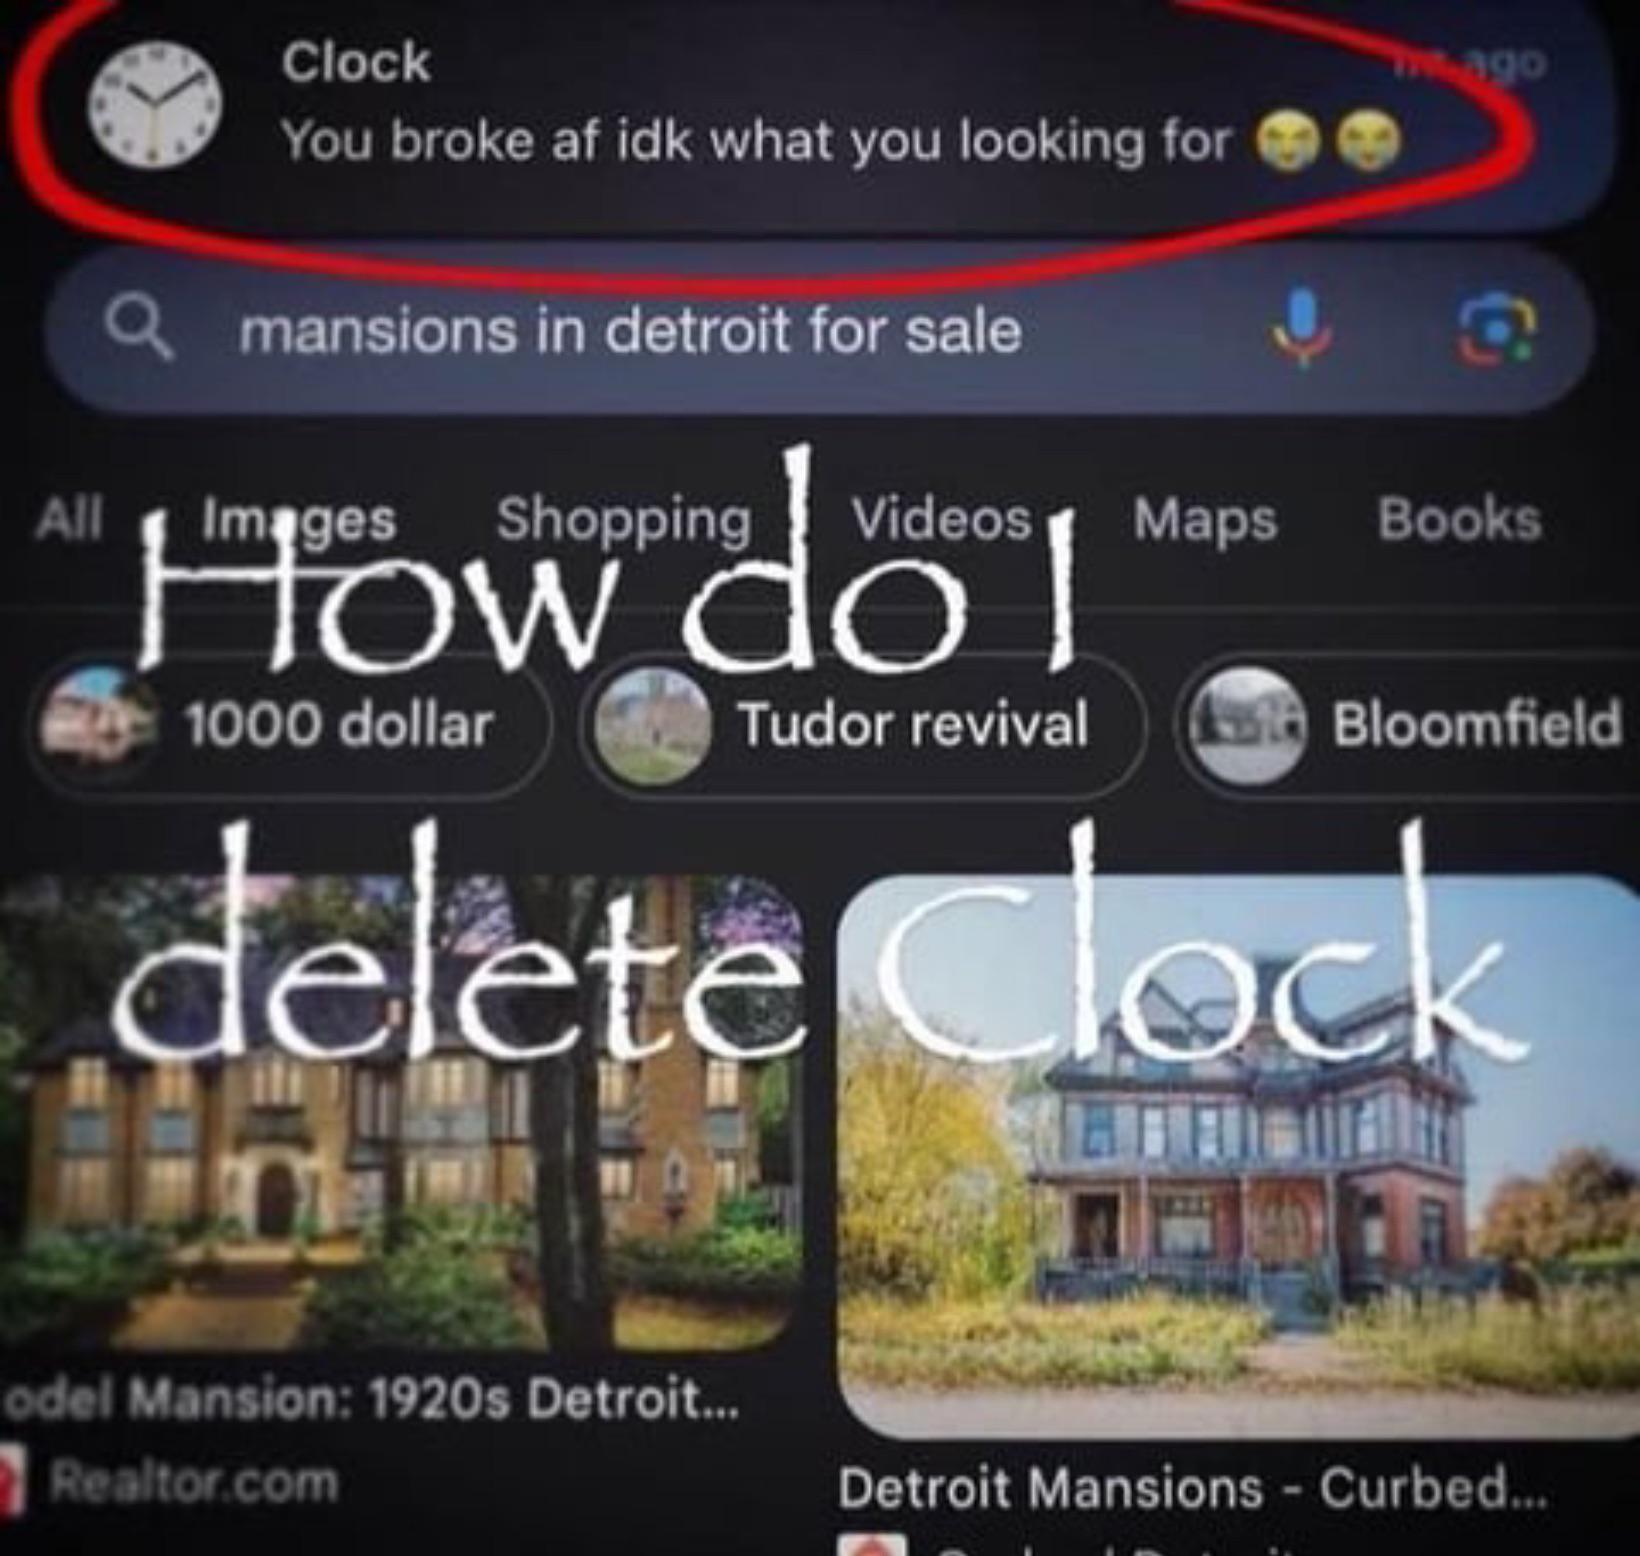 Clock
ago
You broke af idk what you looking for 😭😭
mansions in detroit for sale
All Images Shopping Videos Maps Books
How do I
1000 dollar Tudor revival Bloomfield
delete Clock
odel Mansion: 1920s Detroit...
Realtor.com
Detroit Mansions - Curbed...